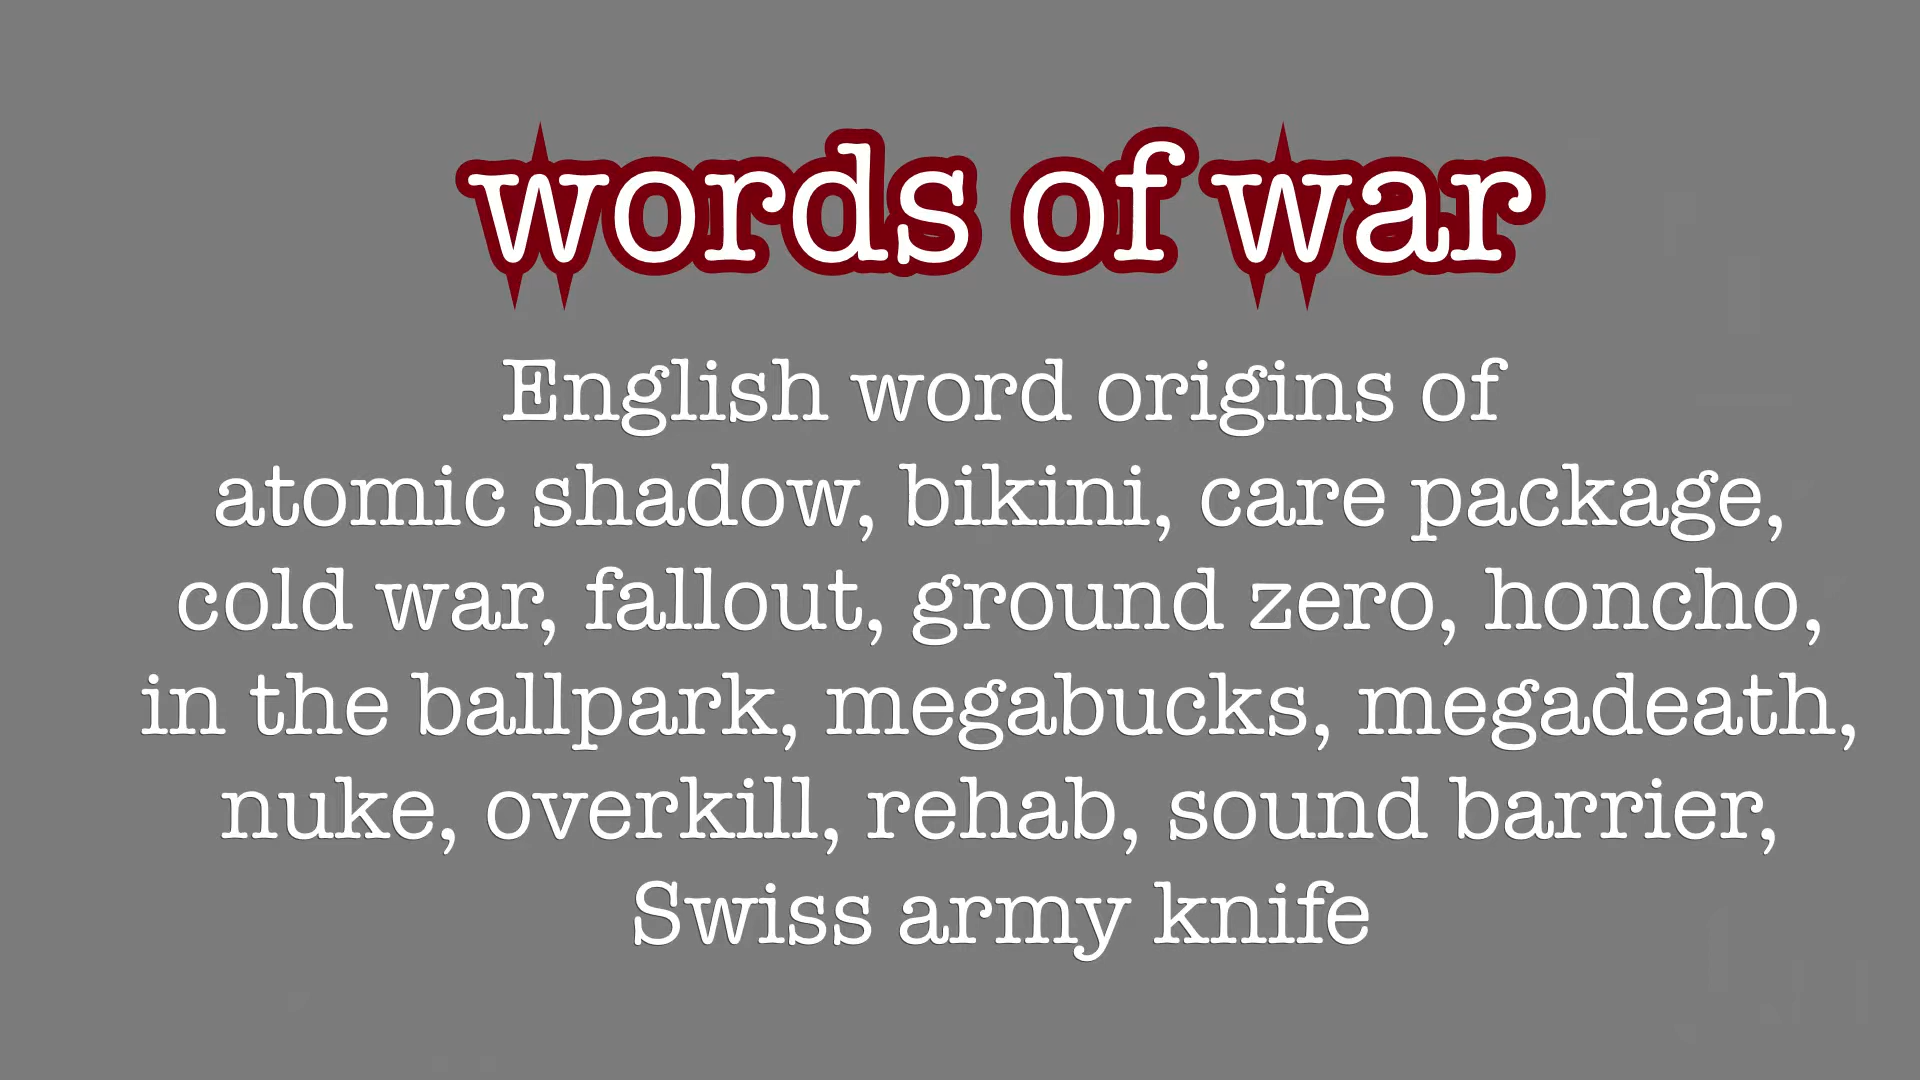 words of war
English word origins of
atomic shadow, bikini, care package,
cold war, fallout, ground zero, honcho,
in the ballpark, megabucks, megadeath,
nuke, overkill, rehab, sound barrier,
Swiss army knife